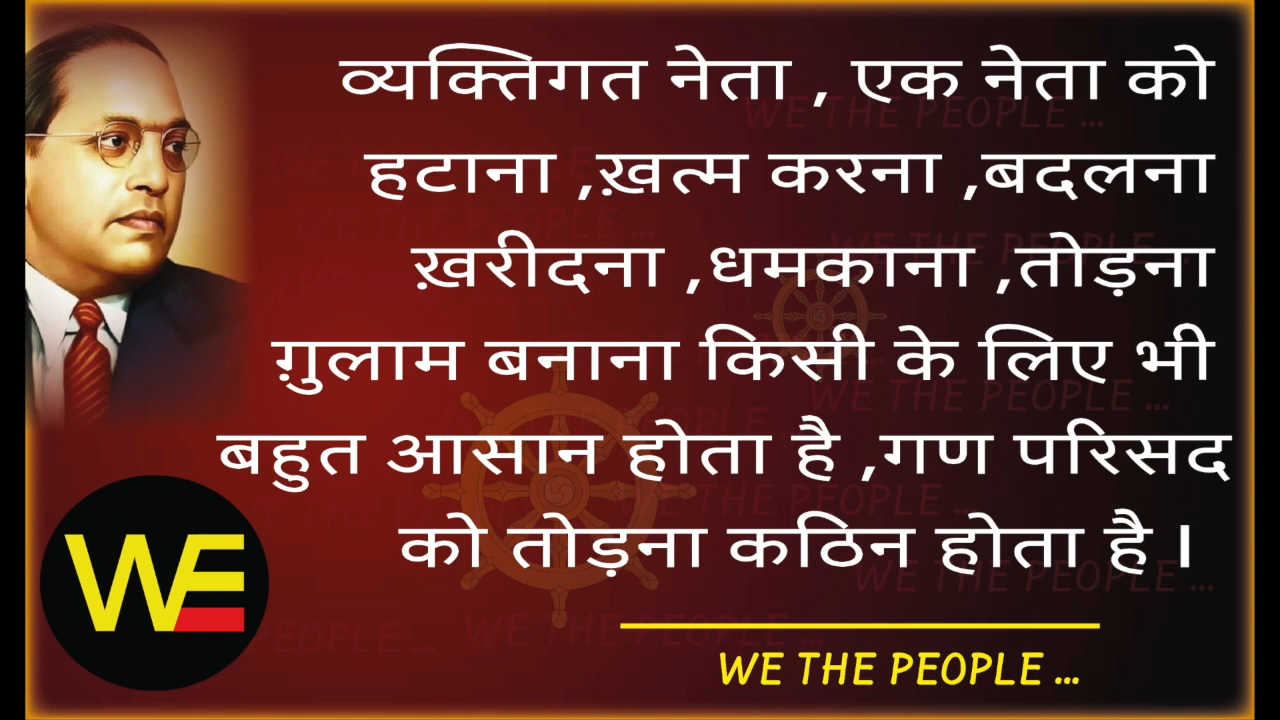 व्यक्तिगत नेता , एक नेता को
हटाना ,ख़त्म करना ,बदलना
ख़रीदना ,धमकाना ,तोड़ना
ग़ुलाम बनाना किसी के लिए भी
बहुत आसान होता है ,गण परिसद
को तोड़ना कठिन होता है ।
WE
WE THE PEOPLE ...